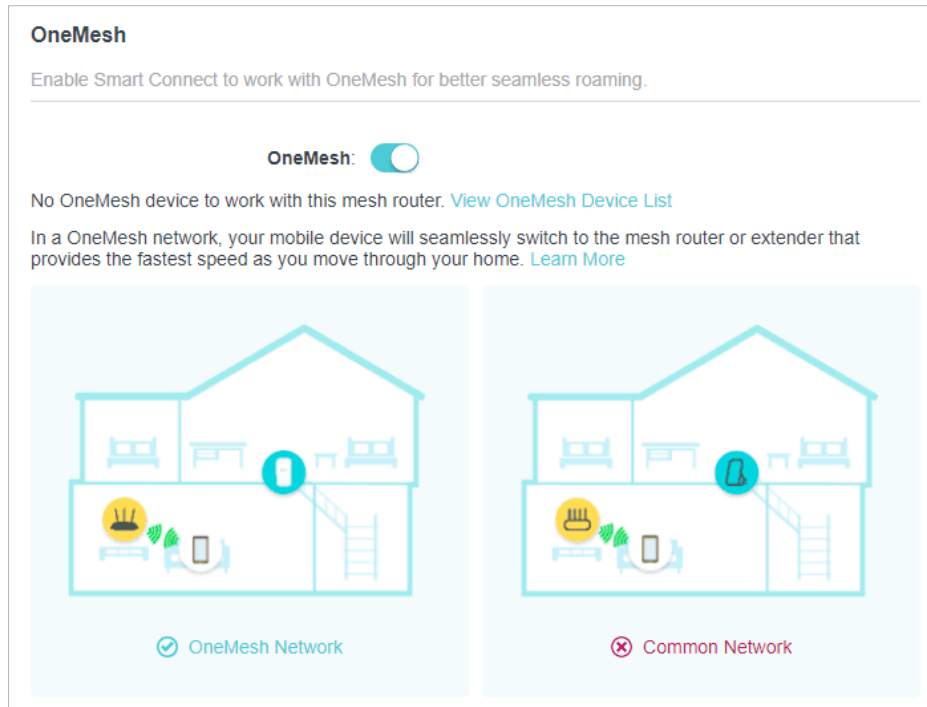 OneMesh
Enable Smart Connect to work with OneMesh for better seamless roaming.
OneMesh:
No OneMesh device to work with this mesh router. View OneMesh Device List
In a OneMesh network, your mobile device will seamlessly switch to the mesh router or extender that
provides the fastest speed as you move through your home. Learn More
OneMesh Network
Common Network